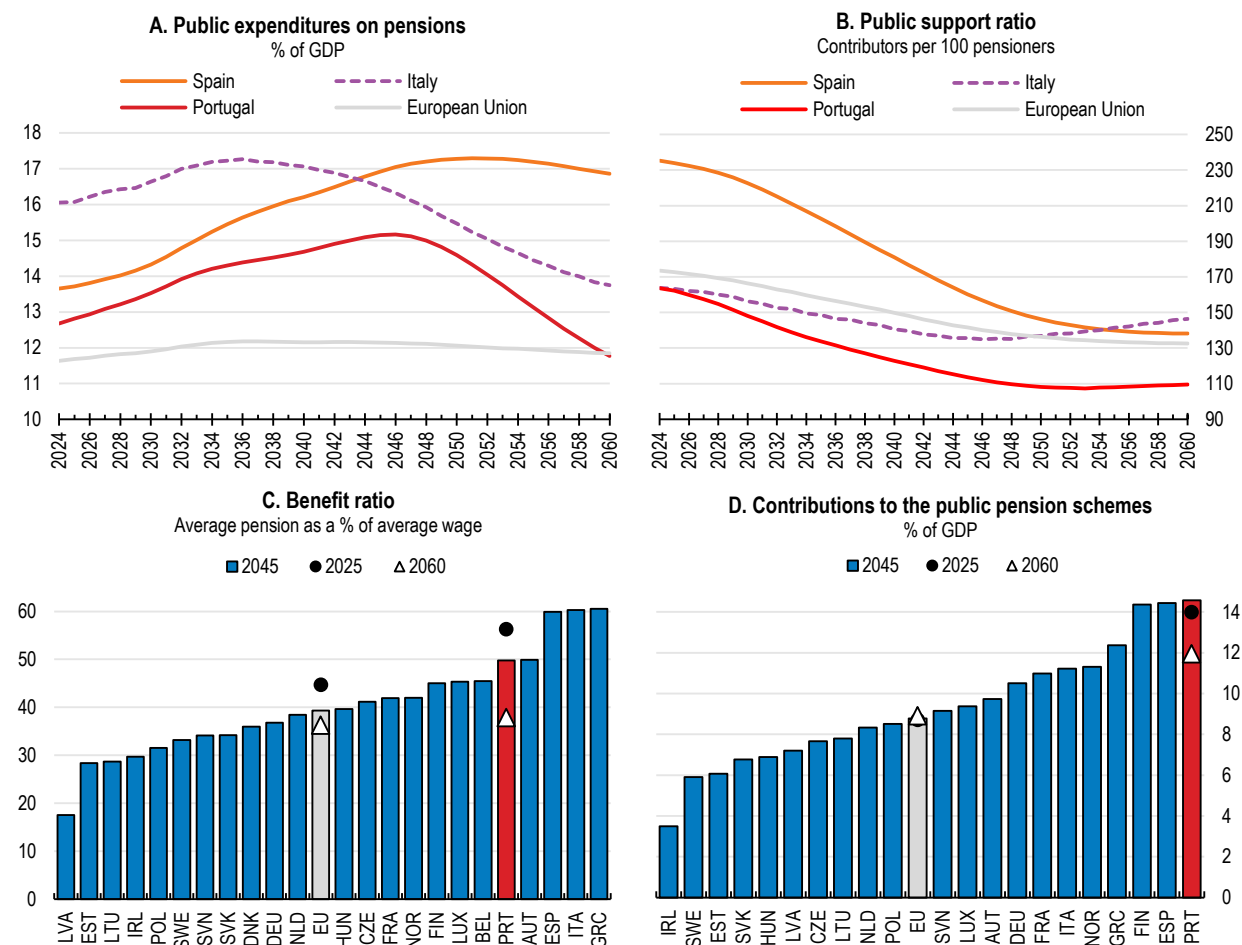 A. Public expenditures on pensions
% of GDP
Spain Italy
Portugal European Union
18
17
16
15
14
13
12
11
10
2024 2026 2028 2030 2032 2034 2036 2038 2040 2042 2044 2046 2048 2050 2052 2054 2056 2058 2060
B. Public support ratio
Contributors per 100 pensioners
Spain Italy
Portugal European Union
250
230
210
190
170
150
130
110
90
2024 2026 2028 2030 2032 2034 2036 2038 2040 2042 2044 2046 2048 2050 2052 2054 2056 2058 2060
C. Benefit ratio
Average pension as a % of average wage
2045 2025 2060
60
50
40
30
20
10
0
LVA EST LTU IRL POL SWE SVN SVK DNK DEU NLD EU HUN CZE FRA NOR FIN LUX BEL PRT AUT ESP ITA GRC
D. Contributions to the public pension schemes
% of GDP
2045 2025 2060
14
12
10
8
6
4
2
0
IRL SWE EST SVK HUN LVA CZE LTU NLD POL EU SVN LUX AUT DEU FRA ITA NOR GRC FIN ESP PRT